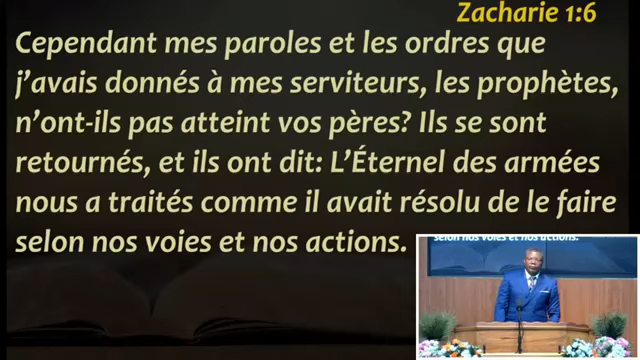 Zacharie 1:6
Cependant mes paroles et les ordres que
j'avais donnés à mes serviteurs, les prophètes,
n'ont-ils pas atteint vos pères? Ils se sont
retournés, et ils ont dit: L'Éternel des armées
nous a traités comme il avait résolu de le faire
selon nos voies et nos actions.
selon nos voies et nos actions.